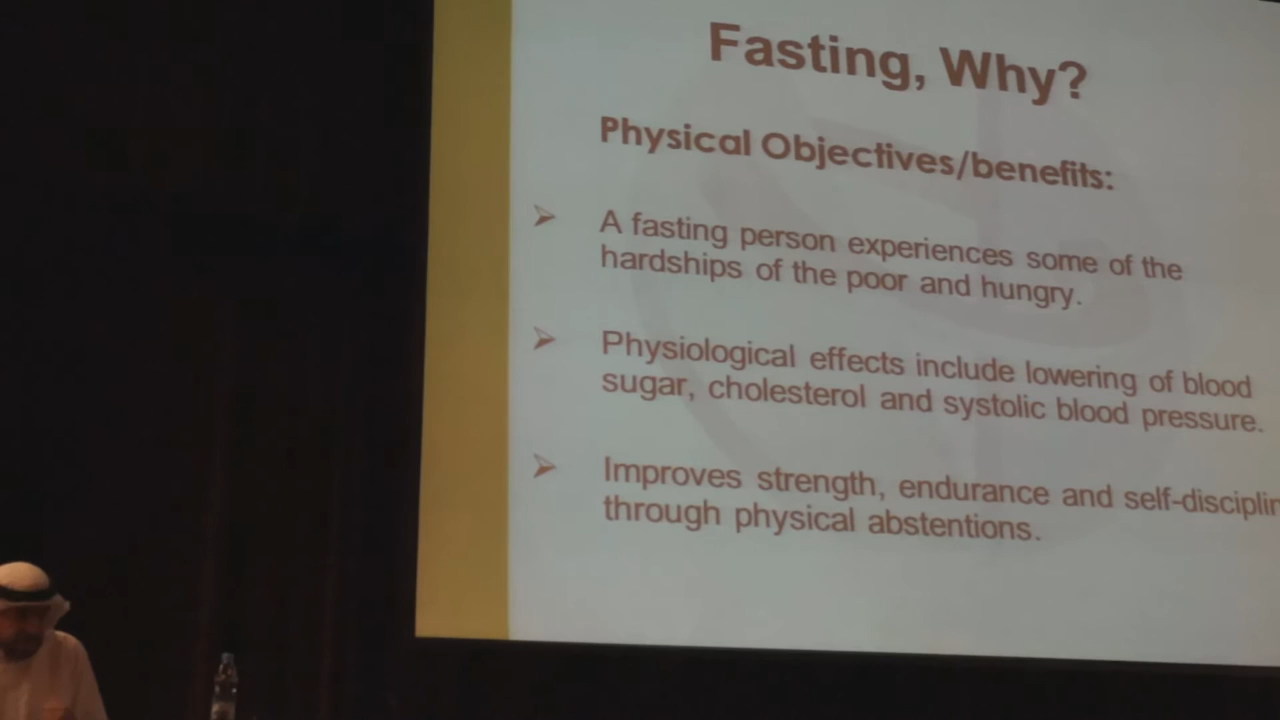 Fasting, Why?
Physical Objectives/benefits:
A fasting person experiences some of the
hardships of the poor and hungry.
Physiological effects include lowering of blood
sugar, cholesterol and systolic blood pressure.
Improves strength, endurance and self-disciplin
through physical abstentions.